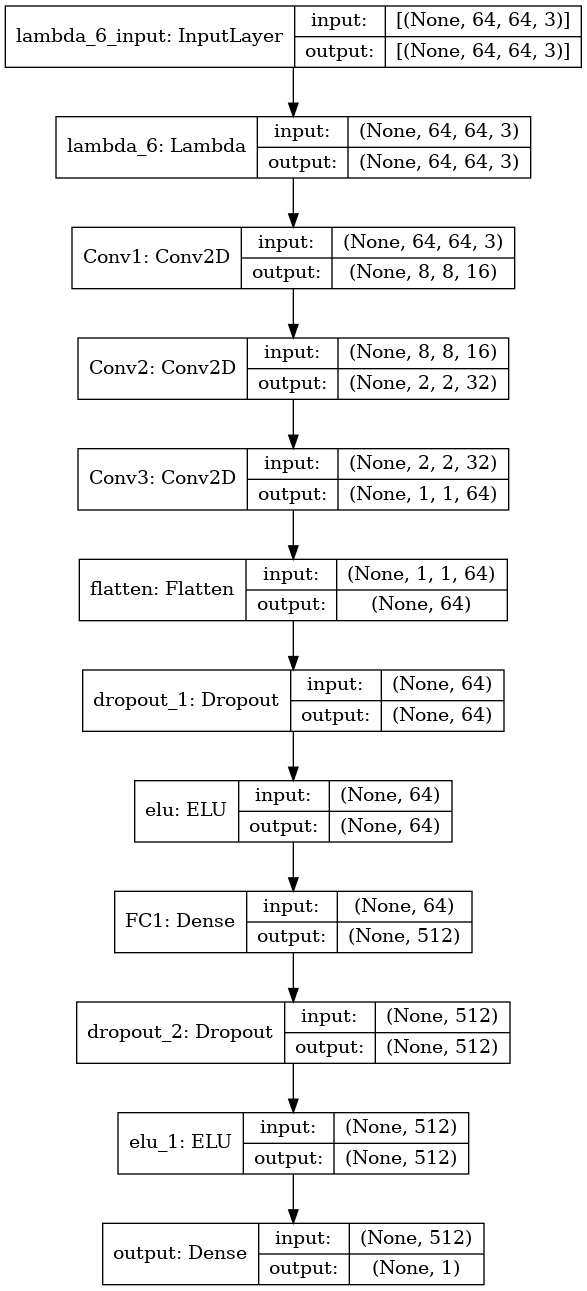 lambda_6_input: InputLayer
input: [(None, 64, 64, 3)]
output: [(None, 64, 64, 3)]
lambda_6: Lambda
input: (None, 64, 64, 3)
output: (None, 64, 64, 3)
Conv1: Conv2D
input: (None, 64, 64, 3)
output: (None, 8, 8, 16)
Conv2: Conv2D
input: (None, 8, 8, 16)
output: (None, 2, 2, 32)
Conv3: Conv2D
input: (None, 2, 2, 32)
output: (None, 1, 1, 64)
flatten: Flatten
input: (None, 1, 1, 64)
output: (None, 64)
dropout_1: Dropout
input: (None, 64)
output: (None, 64)
elu: ELU
input: (None, 64)
output: (None, 64)
FC1: Dense
input: (None, 64)
output: (None, 512)
dropout_2: Dropout
input: (None, 512)
output: (None, 512)
elu_1: ELU
input: (None, 512)
output: (None, 512)
output: Dense
input: (None, 512)
output: (None, 1)